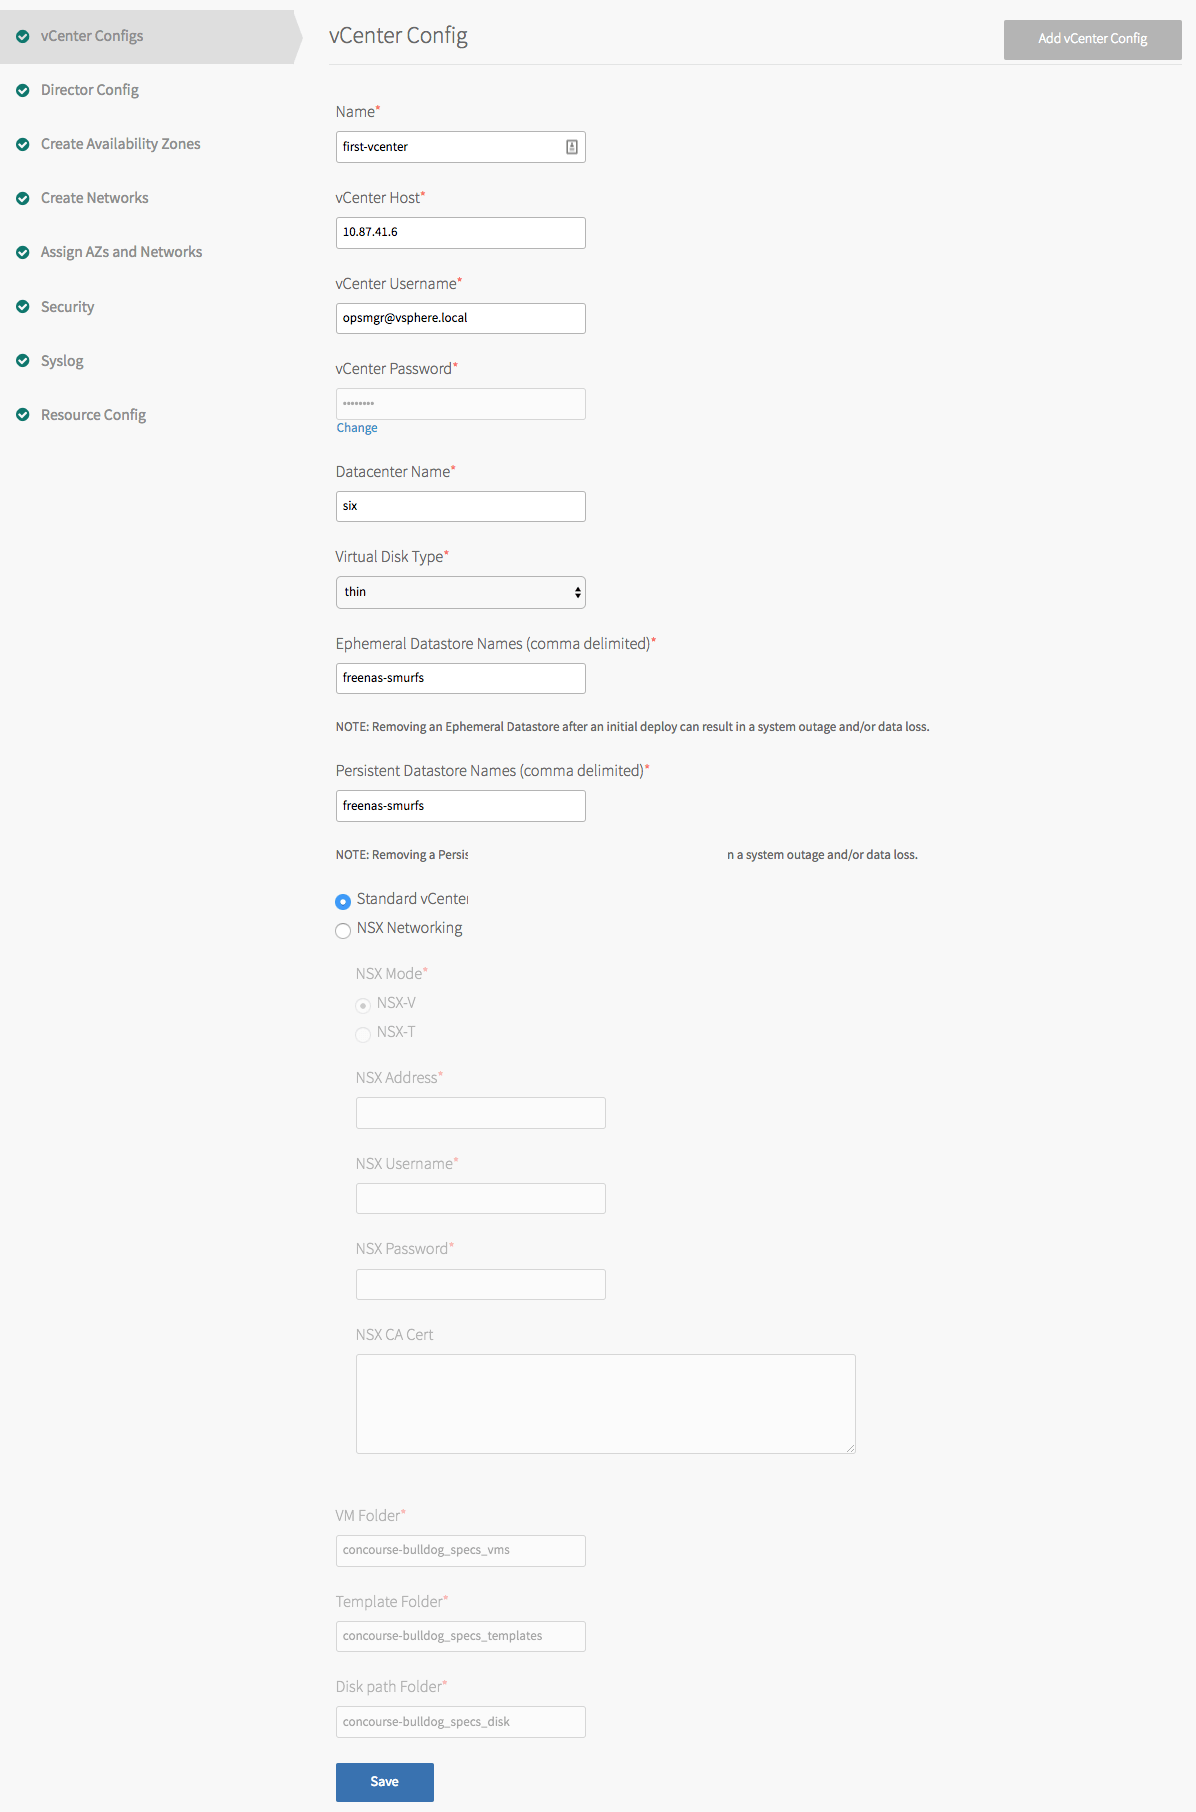 vCenter Configs
Director Config
Create Availability Zones
Create Networks
Assign AZs and Networks
Security
Syslog
Resource Config
vCenter Config
Add vCenter Config
Name*
first-vcenter
vCenter Host*
10.87.41.6
vCenter Username*
opsmgr@vsphere.local
vCenter Password*
••••••••
Change
Datacenter Name*
six
Virtual Disk Type*
thin
Ephemeral Datastore Names (comma delimited)*
freenas-smurfs
NOTE: Removing an Ephemeral Datastore after an initial deploy can result in a system outage and/or data loss.
Persistent Datastore Names (comma delimited)*
freenas-smurfs
NOTE: Removing a a system outage and/or data loss.
Standard vCenter
NSX Networking
NSX Mode*
NSX-V
NSX-T
NSX Address*
NSX Username*
NSX Password*
NSX CA Cert
VM Folder*
concourse-bulldog_specs_vms
Template Folder*
concourse-bulldog_specs_templates
Disk path Folder*
concourse-bulldog_specs_disk
Save